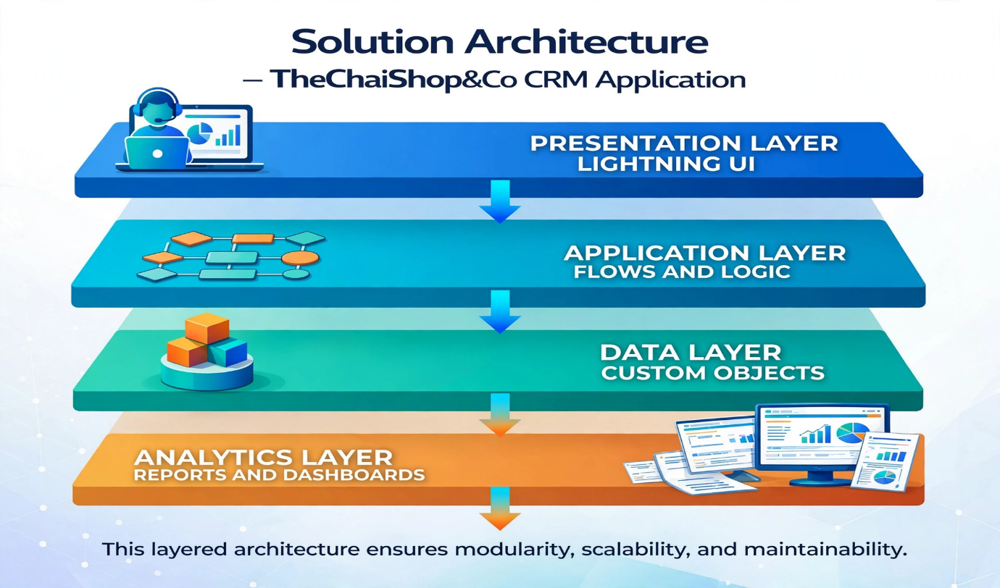 Solution Architecture
– TheChaiShop&Co CRM Application
PRESENTATION LAYER
LIGHTNING UI
APPLICATION LAYER
FLOWS AND LOGIC
DATA LAYER
CUSTOM OBJECTS
ANALYTICS LAYER
REPORTS AND DASHBOARDS
This layered architecture ensures modularity, scalability, and maintainability.